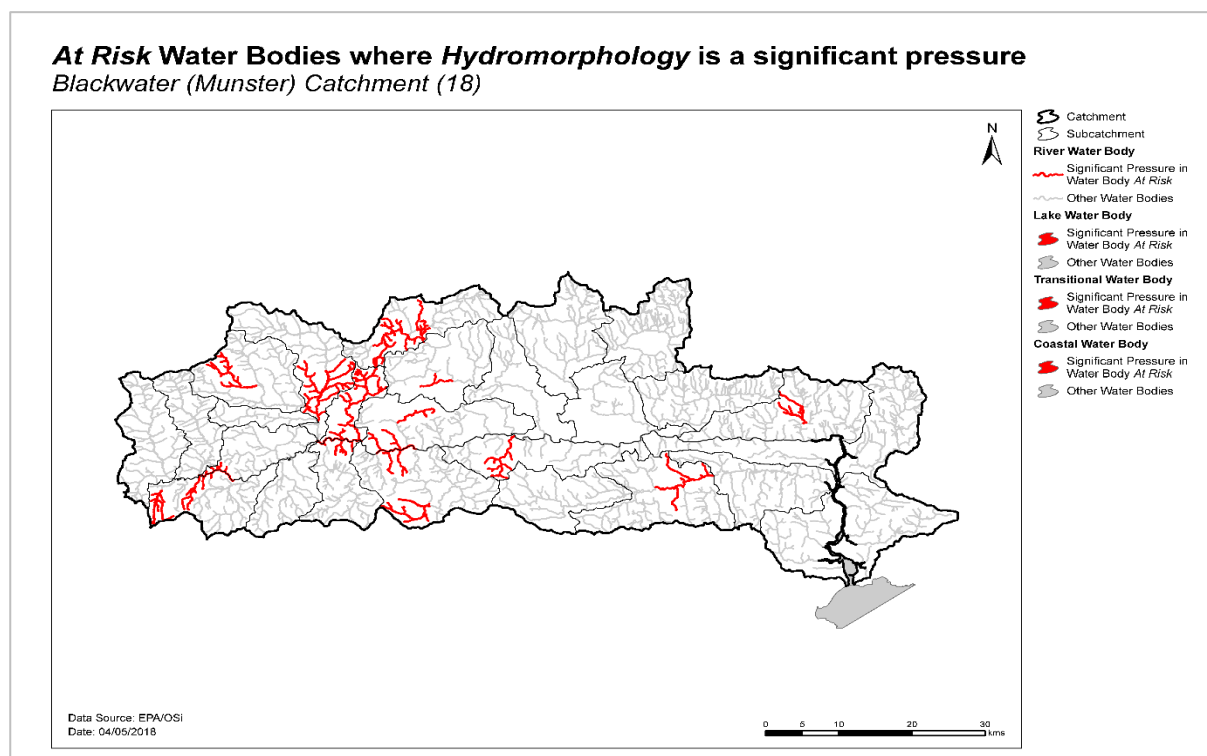 At Risk Water Bodies where Hydromorphology is a significant pressure
Blackwater (Munster) Catchment (18)
N
Catchment
Subcatchment
River Water Body
Significant Pressure in
Water Body At Risk
Other Water Bodies
Lake Water Body
Significant Pressure in
Water Body At Risk
Other Water Bodies
Transitional Water Body
Significant Pressure in
Water Body At Risk
Other Water Bodies
Coastal Water Body
Significant Pressure in
Water Body At Risk
Other Water Bodies
Data Source: EPA/OSi
Date: 04/05/2018
0 5 10 20 30
kms